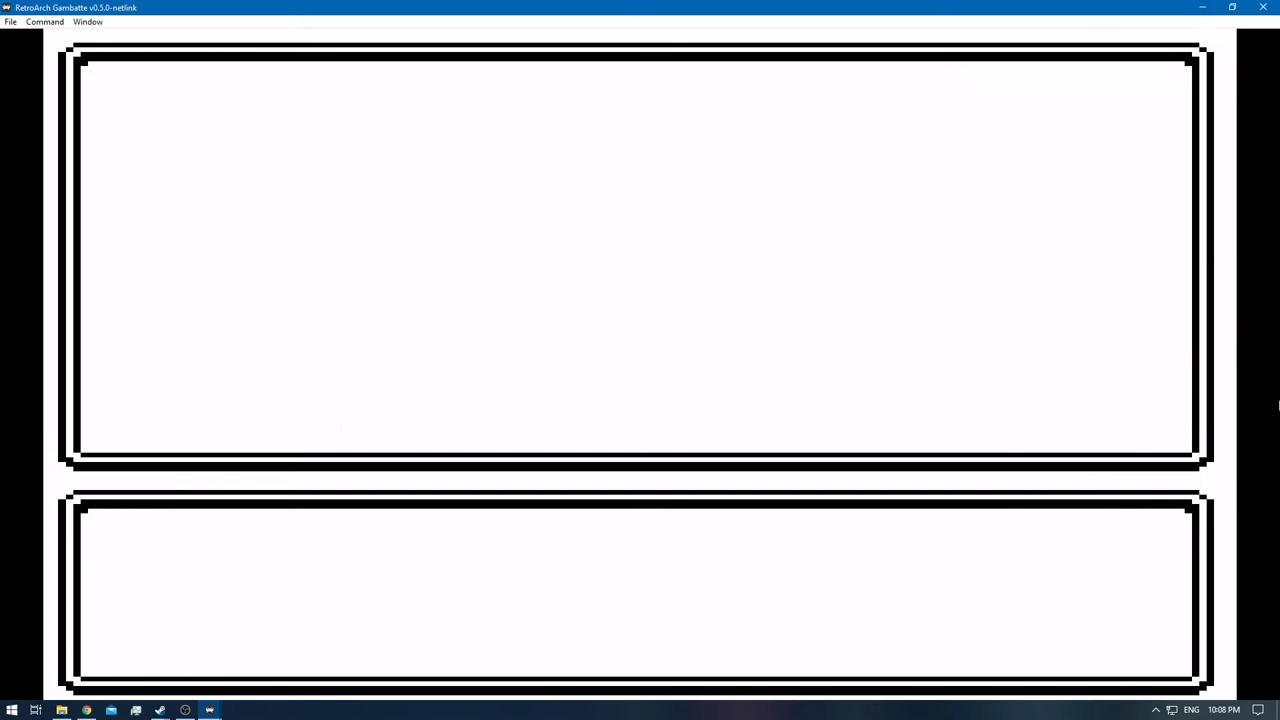 RetroArch Gambatte v0.5.0-netlink
File Command Window
ENG 10:08 PM